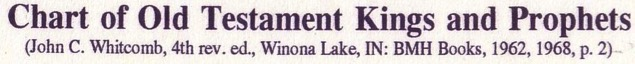 Chart of Old Testament Kings and Prophets
(John C. Whitcomb, 4th rev. ed., Winona Lake, IN: BMH Books, 1962, 1968, p. 2)